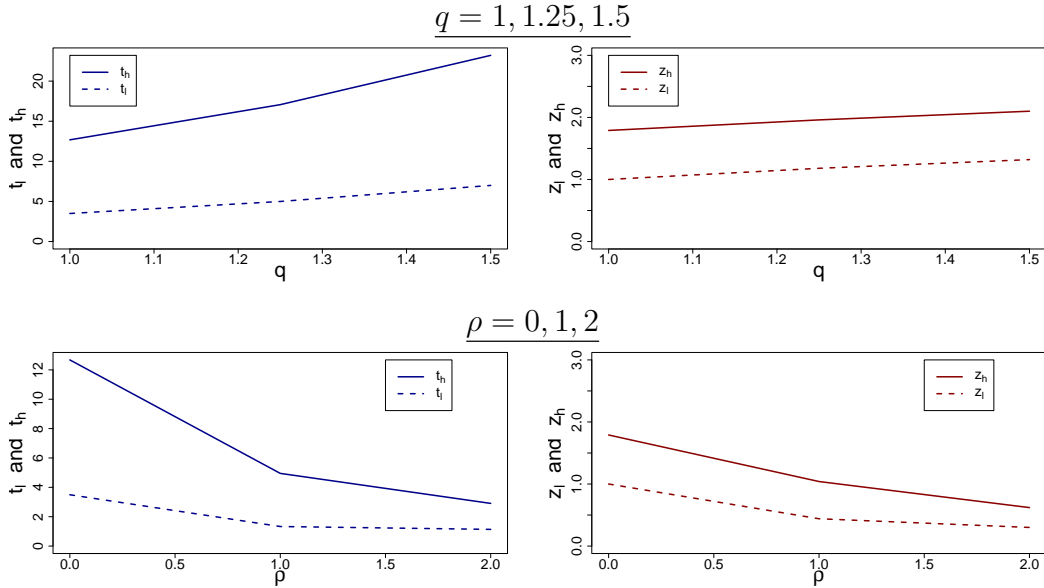 q = 1, 1.25, 1.5
t_l and t_h
0 5 10 15 20
t_h
t_l
1.0 1.1 1.2 1.3 1.4 1.5
q
z_l and z_h
0.0 1.0 2.0 3.0
z_h
z_l
1.0 1.1 1.2 1.3 1.4 1.5
q
ρ = 0, 1, 2
t_l and t_h
0 2 4 6 8 10 12
t_h
t_l
0.0 0.5 1.0 1.5 2.0
ρ
z_l and z_h
0.0 1.0 2.0 3.0
z_h
z_l
0.0 0.5 1.0 1.5 2.0
ρ